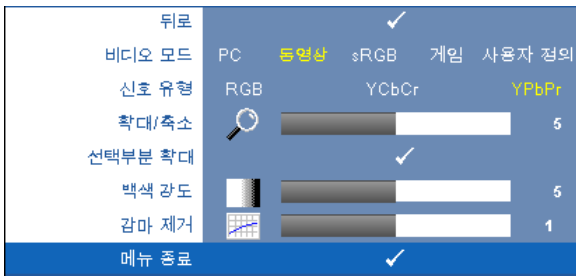 뒤로
비디오 모드 PC 동영상 sRGB 게임 사용자 정의
신호 유형 RGB YCbCr YPbPr
확대/축소 5
선택부분 확대
백색 강도 5
감마 제거 1
메뉴 종료